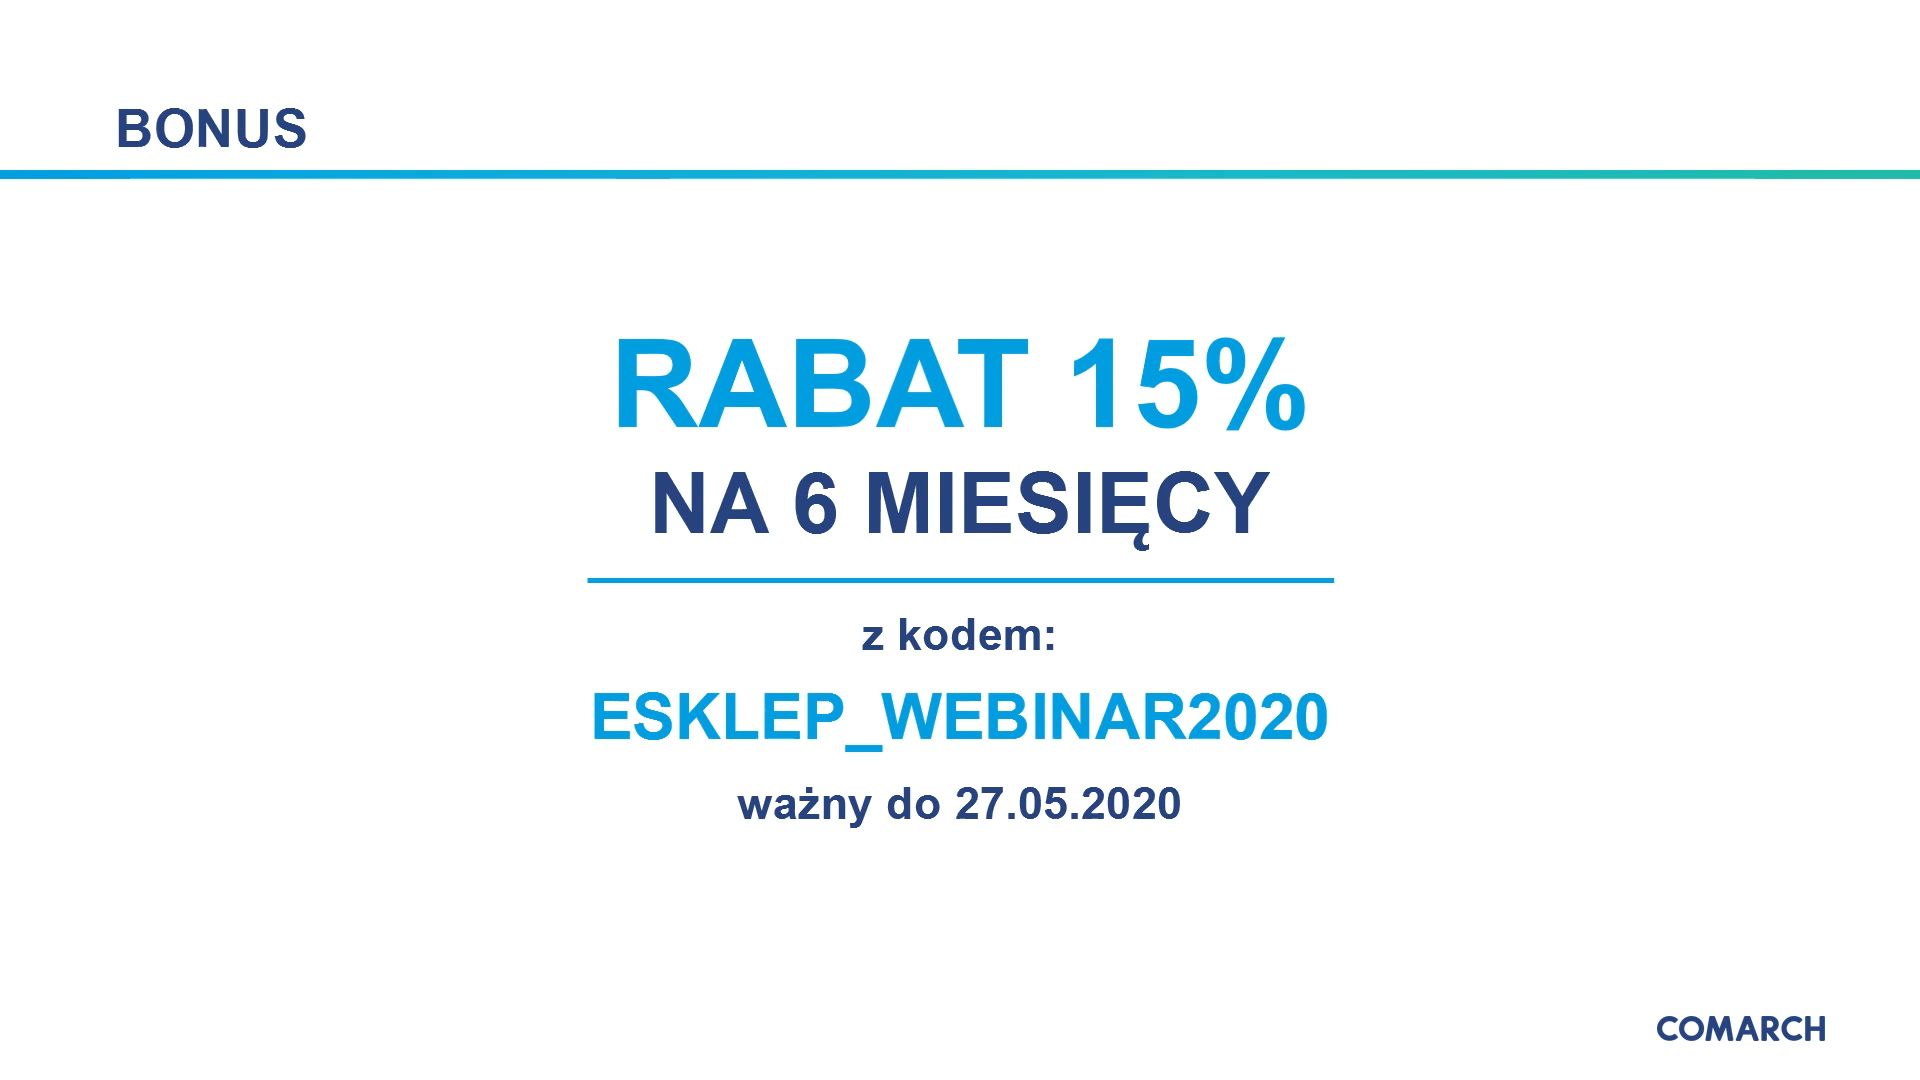 BONUS
RABAT 15%
NA 6 MIESIĘCY
z kodem:
ESKLEP_WEBINAR2020
ważny do 27.05.2020
COMARCH